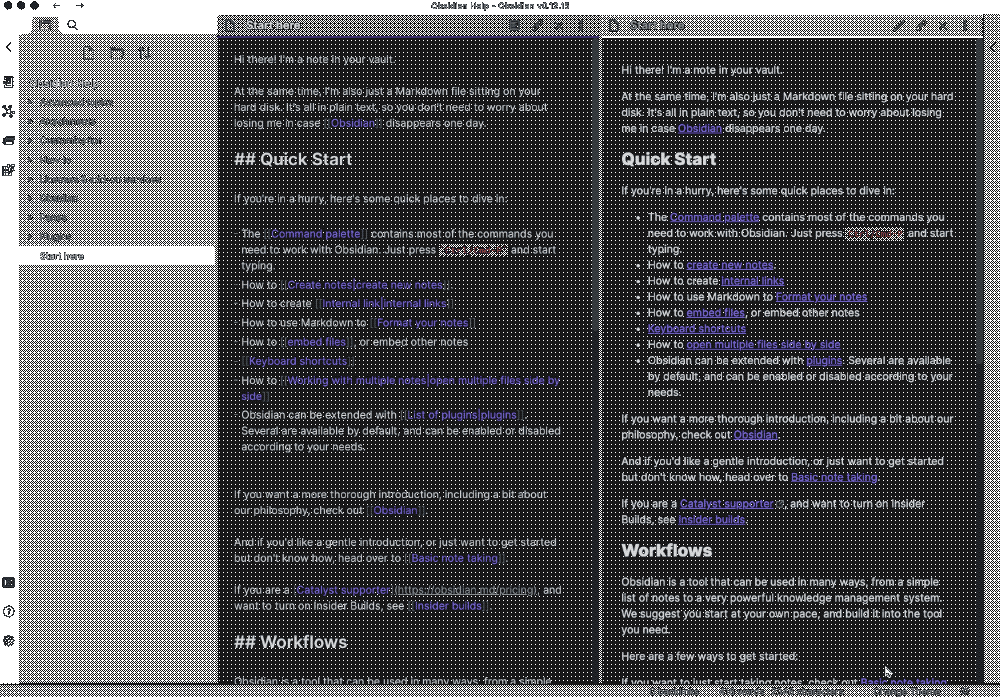 Obsidian Help - Obsidian v0.12.15
Start here
Start here
Start here
Hi there! I'm a note in your vault.
At the same time, I'm also just a Markdown file sitting on your
hard disk. It's all in plain text, so you don't need to worry about
losing me in case [[Obsidian]] disappears one day.
## Quick Start
If you're in a hurry, here's some quick places to dive in:
- The [[Command palette]] contains most of the commands you
need to work with Obsidian. Just press and start
typing.
- How to [[Create notes|create new notes]].
- How to create [[Internal link|internal links]].
- How to use Markdown to [[Format your notes]]
- How to [[embed files]], or embed other notes
- [[Keyboard shortcuts]]
- How to [[Working with multiple notes|open multiple files side by
side]]
- Obsidian can be extended with [[List of plugins|plugins]].
Several are available by default, and can be enabled or disabled
according to your needs.
If you want a more thorough introduction, including a bit about
our philosophy, check out [[Obsidian]].
And if you'd like a gentle introduction, or just want to get started
but don't know how, head over to [[Basic note taking]].
If you are a [Catalyst supporter](https://obsidian.md/pricing), and
want to turn on Insider Builds, see [[Insider builds]].
## Workflows
Obsidian is a tool that can be used in many ways, from a simple
Hi there! I'm a note in your vault.
At the same time, I'm also just a Markdown file sitting on your hard
disk. It's all in plain text, so you don't need to worry about losing
me in case Obsidian disappears one day.
Quick Start
If you're in a hurry, here's some quick places to dive in:
• The Command palette contains most of the commands you
need to work with Obsidian. Just press and start
typing.
• How to create new notes.
• How to create internal links
• How to use Markdown to Format your notes
• How to embed files, or embed other notes
• Keyboard shortcuts
• How to open multiple files side by side
• Obsidian can be extended with plugins. Several are available
by default, and can be enabled or disabled according to your
needs.
If you want a more thorough introduction, including a bit about our
philosophy, check out Obsidian.
And if you'd like a gentle introduction, or just want to get started
but don't know how, head over to Basic note taking.
If you are a Catalyst supporter, and want to turn on Insider
Builds, see Insider builds.
Workflows
Obsidian is a tool that can be used in many ways, from a simple
list of notes to a very powerful knowledge management system.
We suggest you start at your own pace, and build it into the tool
you need.
Here are a few ways to get started:
If you want to just start taking notes, check out Basic note taking